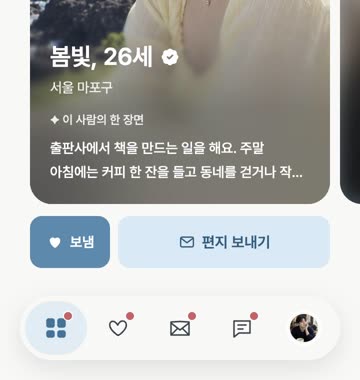 봄빛, 26세
서울 마포구
이 사람의 한 장면
출판사에서 책을 만드는 일을 해요. 주말
아침에는 커피 한 잔을 들고 동네를 걷거나 작...
보냄
편지 보내기